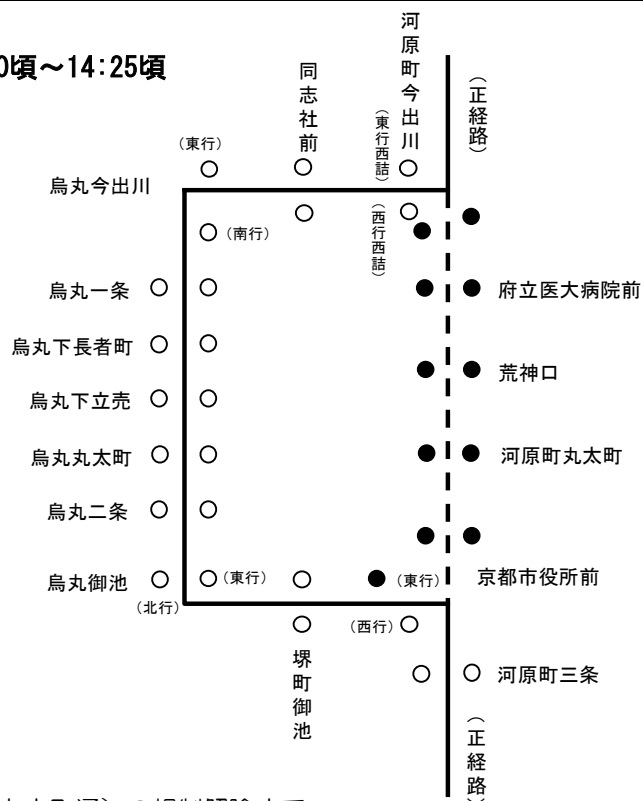 0頃～14:25頃
河原町今出川
同志社前
（正経路）
（東行西詰）
（東行）
烏丸今出川
（西行西詰）
（南行）
烏丸一条
府立医大病院前
烏丸下長者町
荒神口
烏丸下立売
烏丸丸太町
河原町丸太町
烏丸二条
烏丸御池
（東行）
（東行）
京都市役所前
（北行）
（西行）
堺町御池
河原町三条
（正経路）